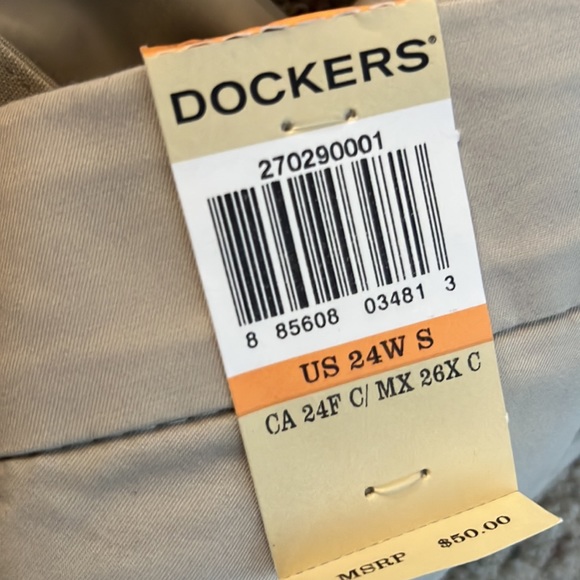 DOCKERS®
270290001
8 85608 03481 3
US 24W S
CA 24F C/ MX 26X C
MSRP $50.00